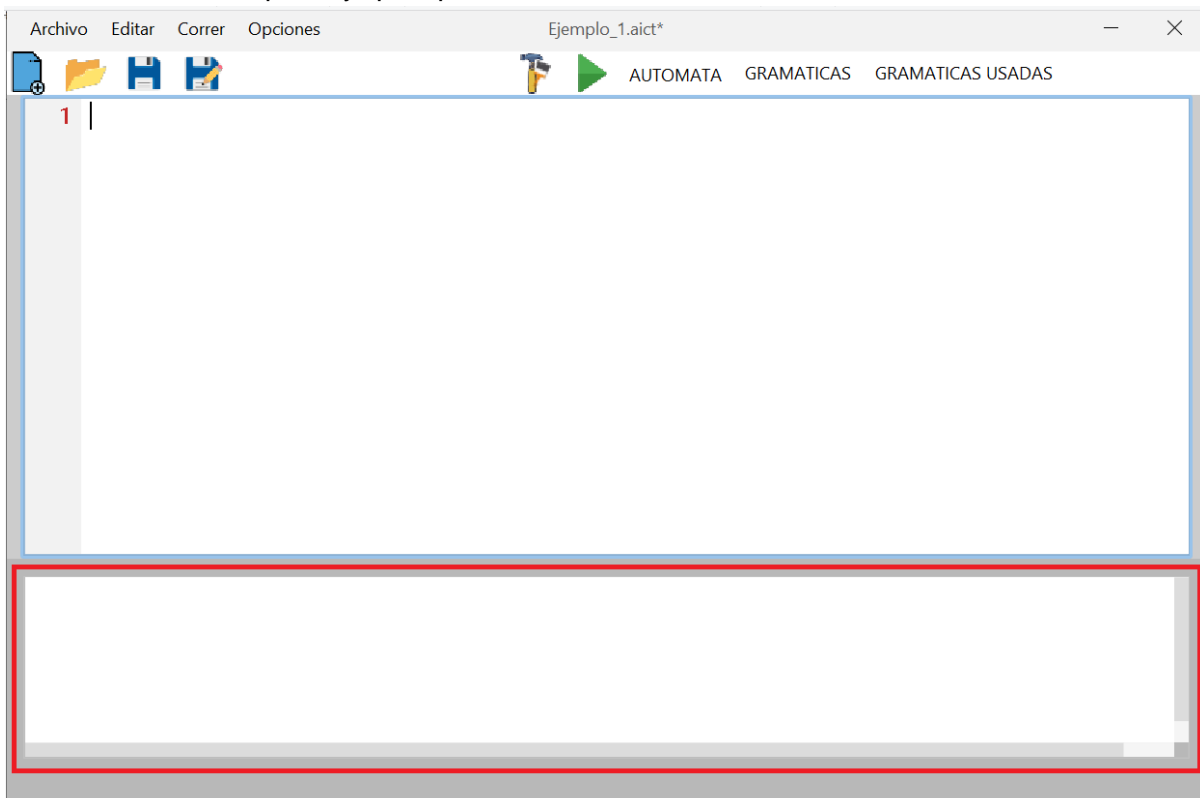 Archivo Editar Correr Opciones Ejemplo_1.aict*
AUTOMATA GRAMATICAS GRAMATICAS USADAS
1